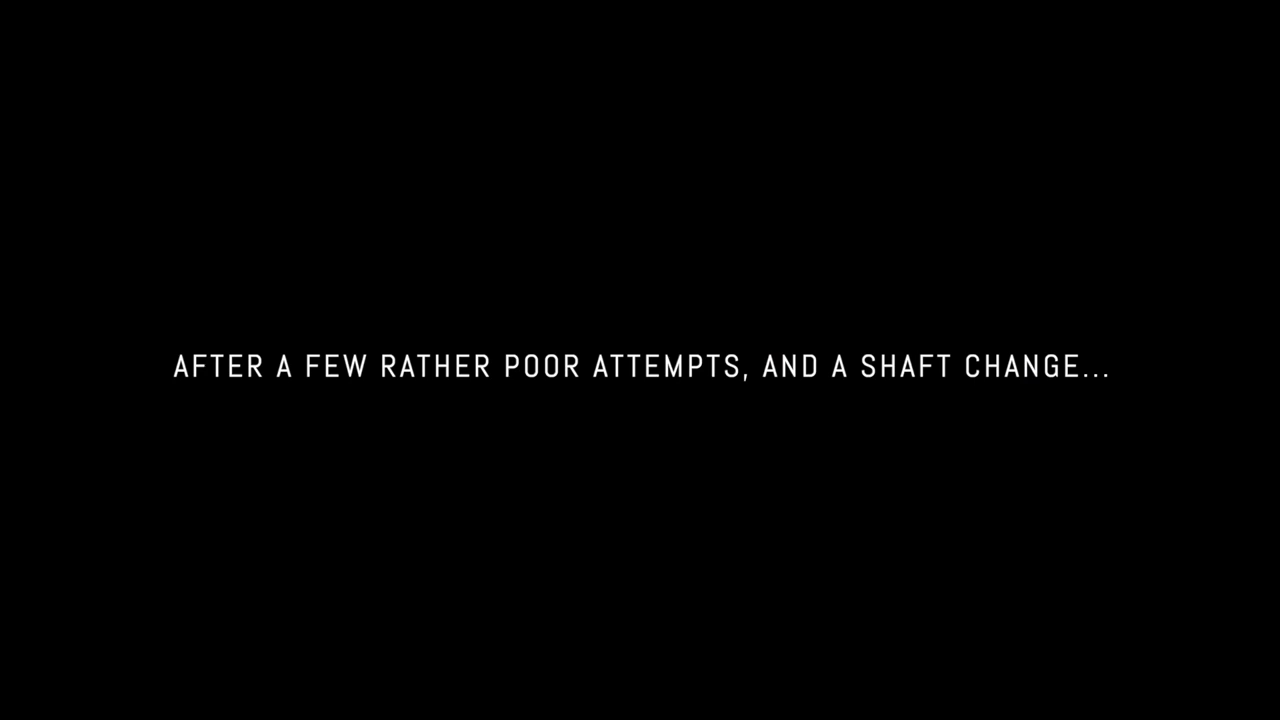 AFTER A FEW RATHER POOR ATTEMPTS, AND A SHAFT CHANGE...